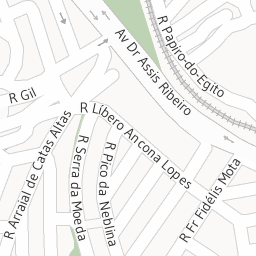 R Papiro-do-Egito
Av Dr Assis Ribeiro
R Gil
R Líbero Ancona Lopes
R Arraial de Catas Altas
R Serra da Moeda
R Pico da Neblina
R Fr Fidélis Mota